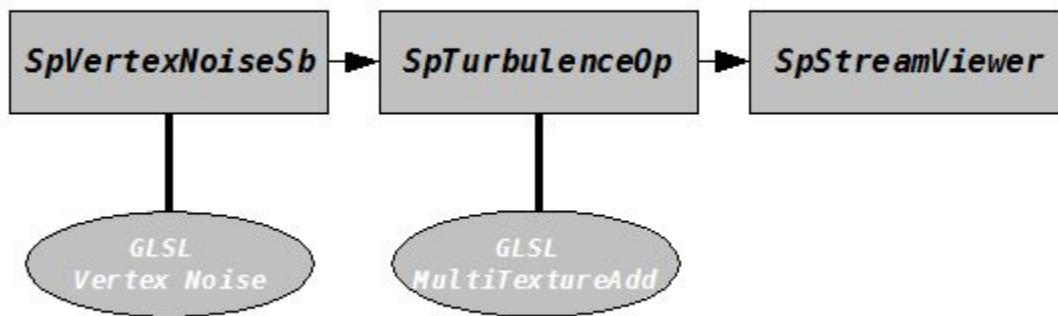 SpVertexNoiseSb
SpTurbulenceOp
SpStreamViewer
GLSL
Vertex Noise
GLSL
MultiTextureAdd